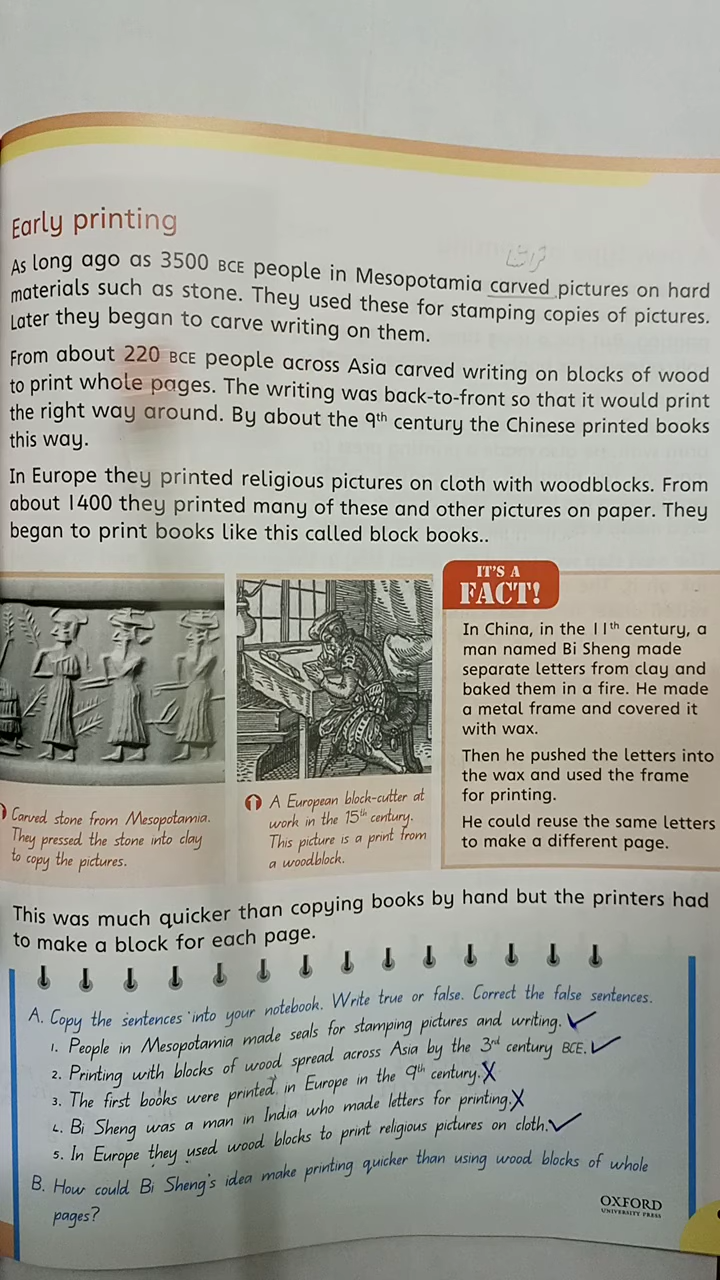 Early printing
As long ago as 3500 BCE people in Mesopotamia carved pictures on hard
materials such as stone. They used these for stamping copies of pictures.
Later they began to carve writing on them.
From about 220 BCE people across Asia carved writing on blocks of wood
to print whole pages. The writing was back-to-front so that it would print
the right way around. By about the 9th century the Chinese printed books
this way.
In Europe they printed religious pictures on cloth with woodblocks. From
about 1400 they printed many of these and other pictures on paper. They
began to print books like this called block books..
Carved stone from Mesopotamia.
They pressed the stone into clay
to copy the pictures.
A European block-cutter at
work in the 15th century.
This picture is a print from
a woodblock.
IT'S A
FACT!
In China, in the 11th century, a
man named Bi Sheng made
separate letters from clay and
baked them in a fire. He made
a metal frame and covered it
with wax.
Then he pushed the letters into
the wax and used the frame
for printing.
He could reuse the same letters
to make a different page.
This was much quicker than copying books by hand but the printers had
to make a block for each page.
A. Copy the sentences into your notebook. Write true or false. Correct the false sentences.
1. People in Mesopotamia made seals for stamping pictures and writing.
2. Printing with blocks of wood spread across Asia by the 3rd century BCE.
3. The first books were printed in Europe in the 9th century.
4. Bi Sheng was a man in India who made letters for printing.
5. In Europe they used wood blocks to print religious pictures on cloth.
B. How could Bi Sheng's idea make printing quicker than using wood blocks of whole
pages?
OXFORD
UNIVERSITY PRESS